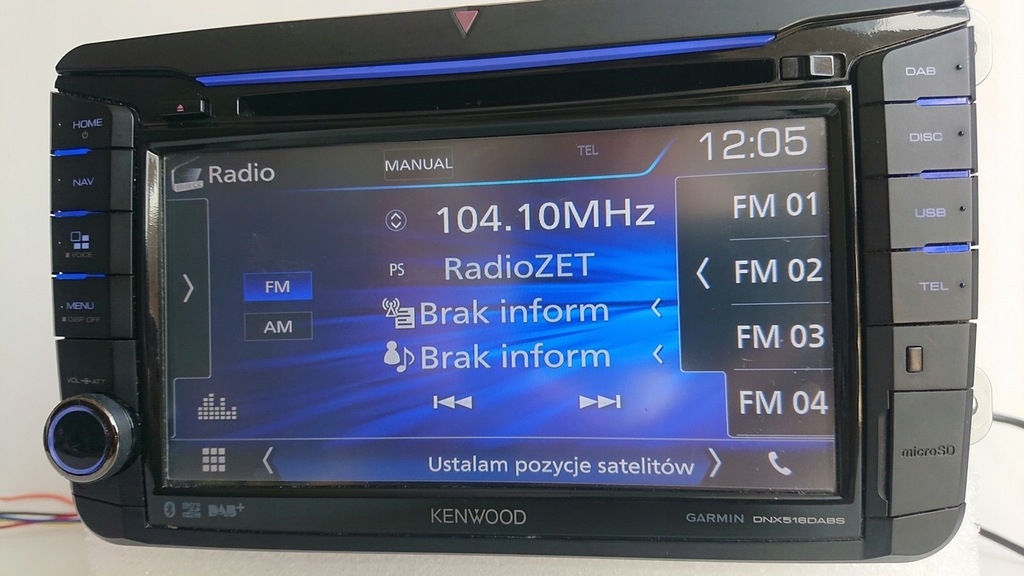 DAB
HOME
DISC
NAV
USB
VOICE
TEL
MENU
DISP OFF
VOL ATT
microSD
Radio
MANUAL
TEL
12:05
104.10MHz
FM 01
PS RadioZET
FM 02
FM
Brak inform
AM
FM 03
Brak inform
FM 04
Ustalam pozycje satelitów
DAB+
KENWOOD
GARMIN DNX516DABS